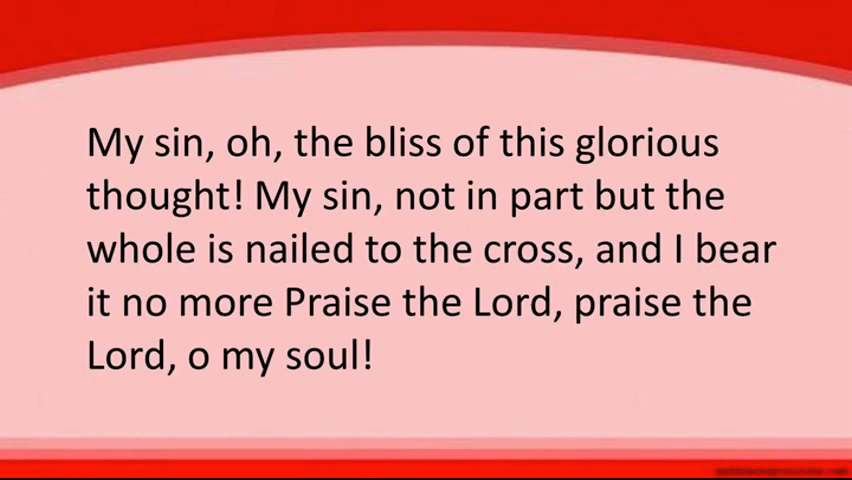 My sin, oh, the bliss of this glorious
thought! My sin, not in part but the
whole is nailed to the cross, and I bear
it no more Praise the Lord, praise the
Lord, o my soul!